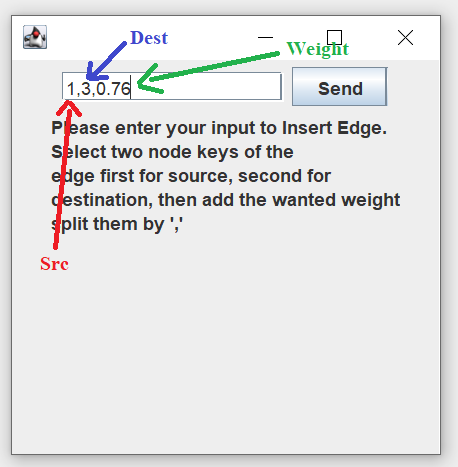 Dest
Weight
1,3,0.76
Send
Please enter your input to Insert Edge.
Select two node keys of the
edge first for source, second for
destination, then add the wanted weight
split them by ','
Src